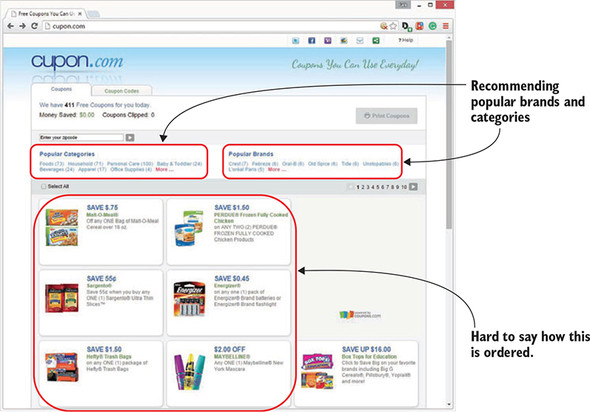 Free Coupons You Can Us
cupon.com
? Help
cupon.com
Coupons You Can Use Everyday!
Coupons
Coupon Codes
We have 411 Free Coupons for you today.
Money Saved: $0.00 Coupons Clipped: 0
Print Coupons
Enter your zipcode
Popular Categories
Foods (73) Household (71) Personal Care (100) Baby & Toddler (24)
Beverages (24) Apparel (17) Office Supplies (4) More ...
Popular Brands
Crest (7) Febreze (6) Oral-B (6) Old Spice (6) Tide (6) Unstopables (6)
L'oréal Paris (5) More ...
Select All
1 2 3 4 5 6 7 8 9 10
SAVE $.75
Malt-O-Meal®
Off any ONE Bag of Malt-O-Meal
Cereal over 18 oz.
SAVE $1.50
PERDUE® Frozen Fully Cooked
Chicken
on ANY TWO (2) PERDUE®
FROZEN FULLY COOKED
Chicken Products
SAVE 55¢
Sargento®
Save 55¢ when you buy any
ONE (1) Sargento® Ultra Thin
Slices™
SAVE $0.45
Energizer®
on any one (1) pack of
Energizer® Brand batteries or
Energizer® Brand flashlight
coupons.com
SAVE $1.50
Hefty® Trash Bags
on any ONE (1) package of
Hefty® Trash Bags
$2.00 OFF
MAYBELLINE®
Any ONE (1) Maybelline® New
York Mascara
SAVE UP $16.00
Box Tops for Education
Click to Save Big on your favorite
brands including Big G
Cereals®, Pillsbury®, Yoplait®
and more!
Recommending
popular brands and
categories
Hard to say how this
is ordered.